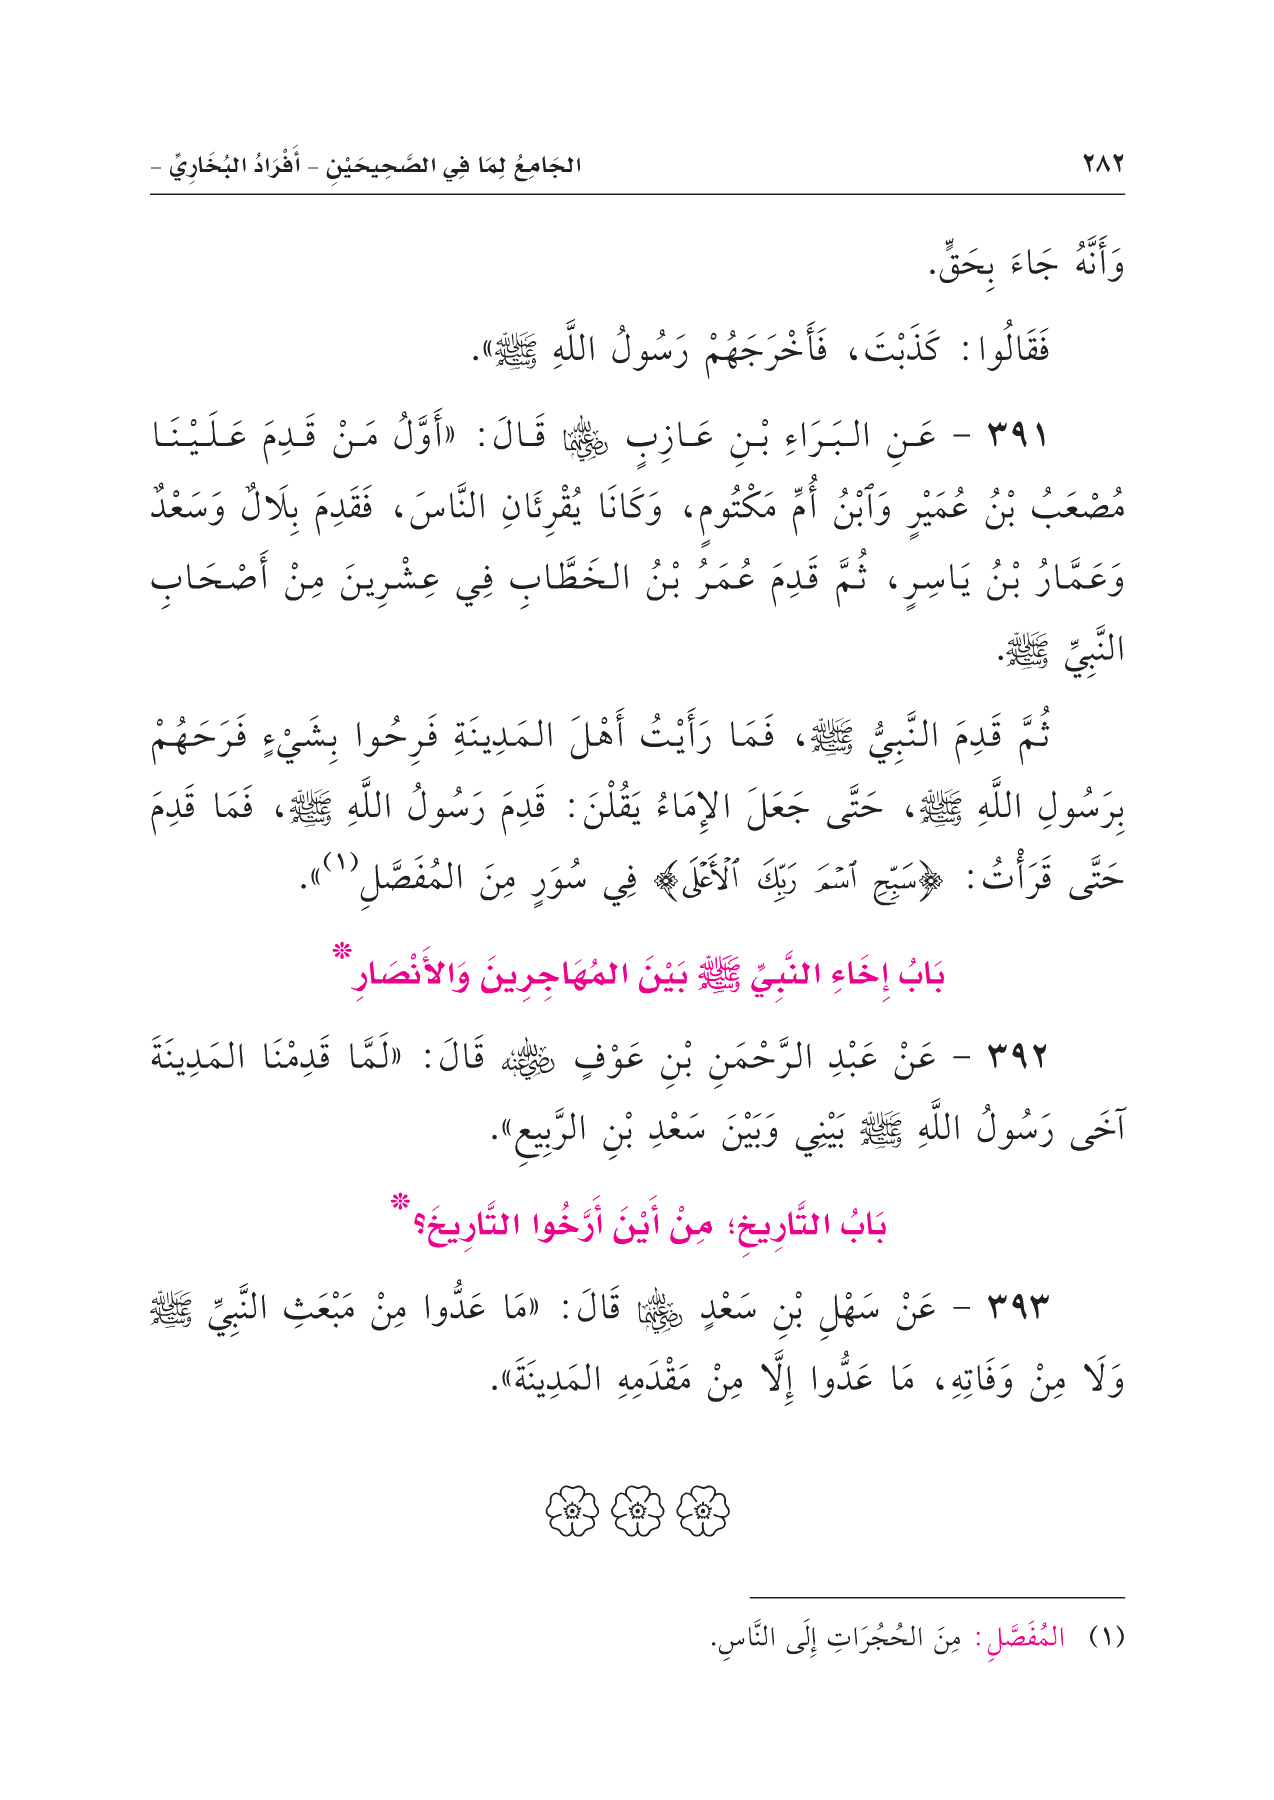 ٢٨٢ الجَامِعُ لِمَا فِي الصَّحِيحَيْنِ - أَفْرَادُ البُخَارِيِّ -
وَأَنَّهُ جَاءَ بِحَقٍّ.
فَقَالُوا: كَذَبْتَ، فَأَخْرَجَهُمْ رَسُولُ اللَّهِ ﷺ».
٣٩١ - عَنِ البَرَاءِ بْنِ عَازِبٍ رضي الله عنهما قَالَ: «أَوَّلُ مَنْ قَدِمَ عَلَيْنَا
مُصْعَبُ بْنُ عُمَيْرٍ وَٱبْنُ أُمِّ مَكْتُومٍ، وَكَانَا يُقْرِئَانِ النَّاسَ، فَقَدِمَ بِلَالٌ وَسَعْدٌ
وَعَمَّارُ بْنُ يَاسِرٍ، ثُمَّ قَدِمَ عُمَرُ بْنُ الخَطَّابِ فِي عِشْرِينَ مِنْ أَصْحَابِ
النَّبِيِّ ﷺ.
ثُمَّ قَدِمَ النَّبِيُّ ﷺ، فَمَا رَأَيْتُ أَهْلَ المَدِينَةِ فَرِحُوا بِشَيْءٍ فَرَحَهُمْ
بِرَسُولِ اللَّهِ ﷺ، حَتَّى جَعَلَ الإِمَاءُ يَقُلْنَ: قَدِمَ رَسُولُ اللَّهِ ﷺ، فَمَا قَدِمَ
حَتَّى قَرَأْتُ: ﴿سَبِّحِ ٱسۡمَ رَبِّكَ ٱلۡأَعۡلَى﴾ فِي سُوَرٍ مِنَ المُفَصَّلِ(١)».
بَابُ إِخَاءِ النَّبِيِّ ﷺ بَيْنَ المُهَاجِرِينَ وَالأَنْصَارِ*
٣٩٢ - عَنْ عَبْدِ الرَّحْمَنِ بْنِ عَوْفٍ رضي الله عنه قَالَ: «لَمَّا قَدِمْنَا المَدِينَةَ
آخَى رَسُولُ اللَّهِ ﷺ بَيْنِي وَبَيْنَ سَعْدِ بْنِ الرَّبِيعِ».
بَابُ التَّارِيخِ؛ مِنْ أَيْنَ أَرَّخُوا التَّارِيخَ؟*
٣٩٣ - عَنْ سَهْلِ بْنِ سَعْدٍ رضي الله عنهما قَالَ: «مَا عَدُّوا مِنْ مَبْعَثِ النَّبِيِّ ﷺ
وَلَا مِنْ وَفَاتِهِ، مَا عَدُّوا إِلَّا مِنْ مَقْدَمِهِ المَدِينَةَ».
(١) المُفَصَّلِ: مِنَ الحُجُرَاتِ إِلَى النَّاسِ.